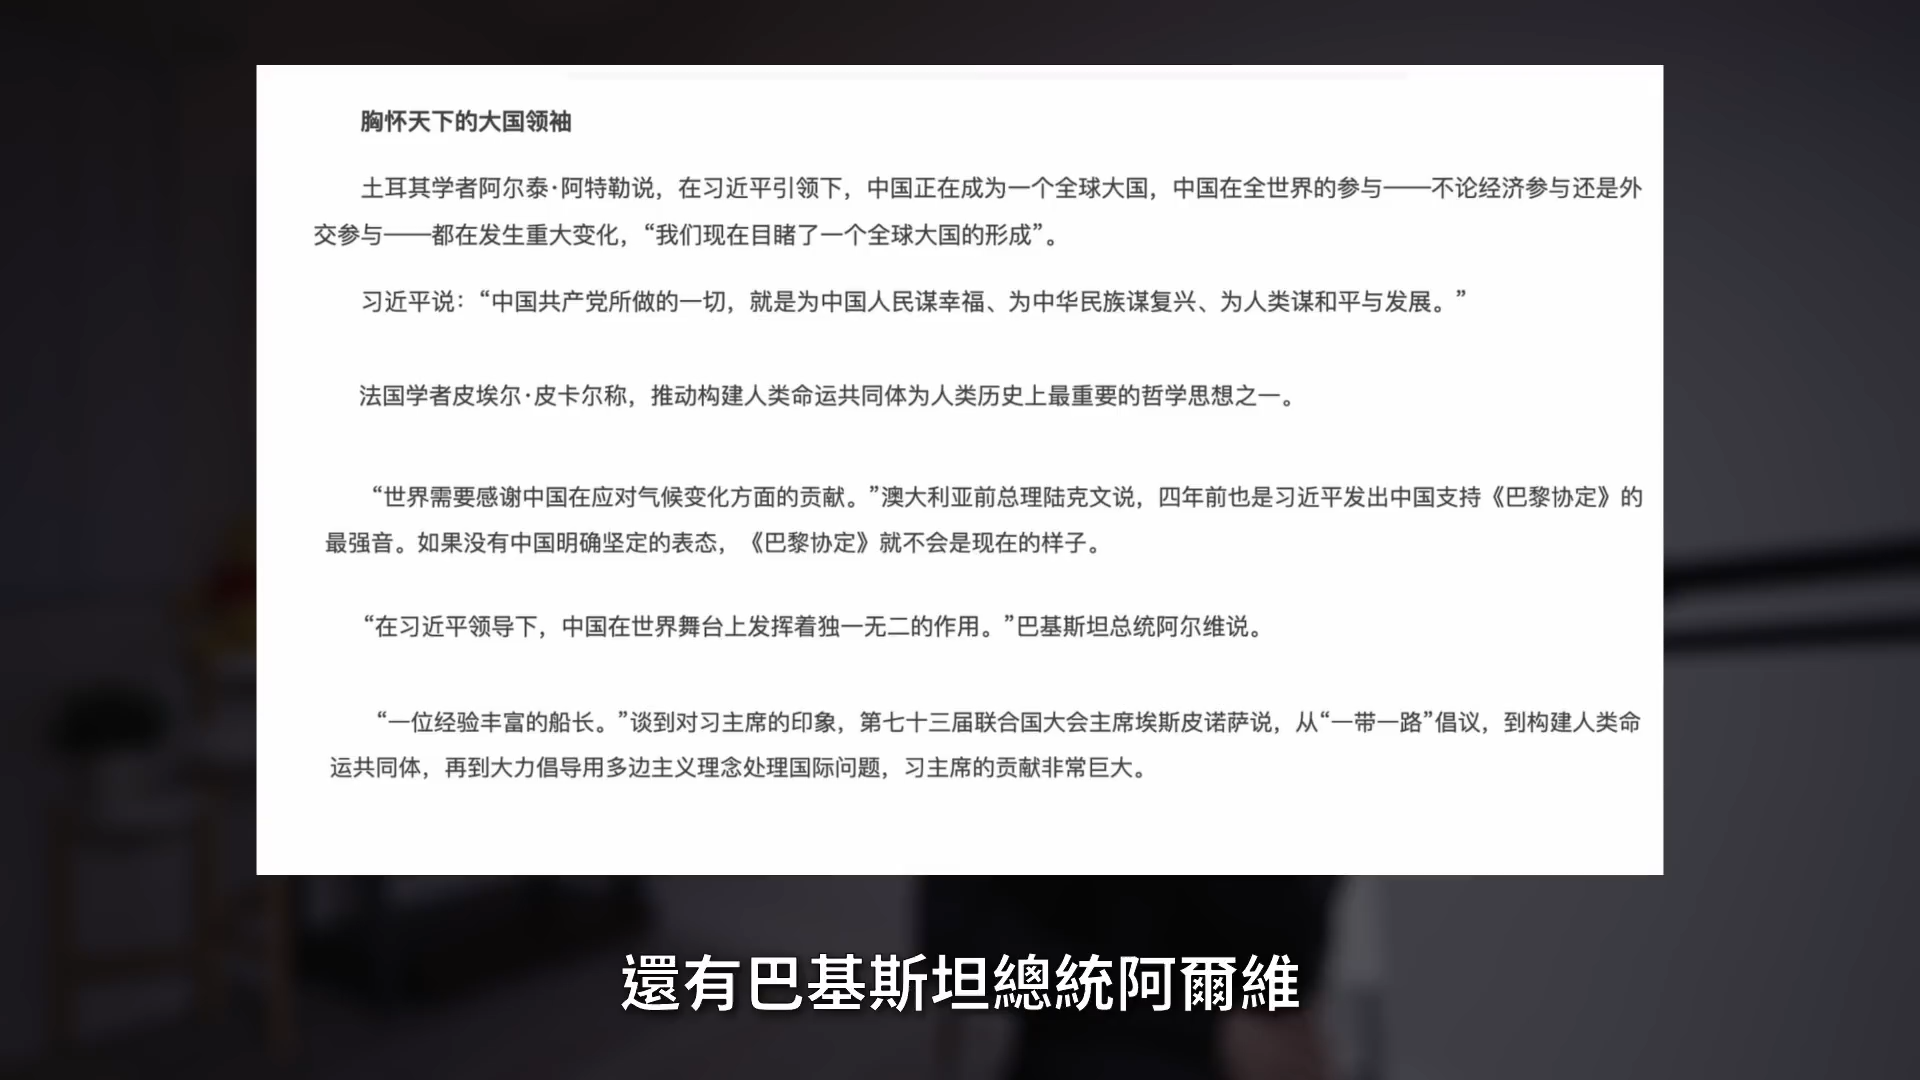 胸怀天下的大国领袖
土耳其学者阿尔泰·阿特勒说，在习近平引领下，中国正在成为一个全球大国，中国在全世界的参与——不论经济参与还是外
交参与——都在发生重大变化，“我们现在目睹了一个全球大国的形成”。
习近平说：“中国共产党所做的一切，就是为中国人民谋幸福、为中华民族谋复兴、为人类谋和平与发展。”
法国学者皮埃尔·皮卡尔称，推动构建人类命运共同体为人类历史上最重要的哲学思想之一。
“世界需要感谢中国在应对气候变化方面的贡献。”澳大利亚前总理陆克文说，四年前也是习近平发出中国支持《巴黎协定》的
最强音。如果没有中国明确坚定的表态，《巴黎协定》就不会是现在的样子。
“在习近平领导下，中国在世界舞台上发挥着独一无二的作用。”巴基斯坦总统阿尔维说。
“一位经验丰富的船长。”谈到对习主席的印象，第七十三届联合国大会主席埃斯皮诺萨说，从“一带一路”倡议，到构建人类命
运共同体，再到大力倡导用多边主义理念处理国际问题，习主席的贡献非常巨大。
還有巴基斯坦總統阿爾維